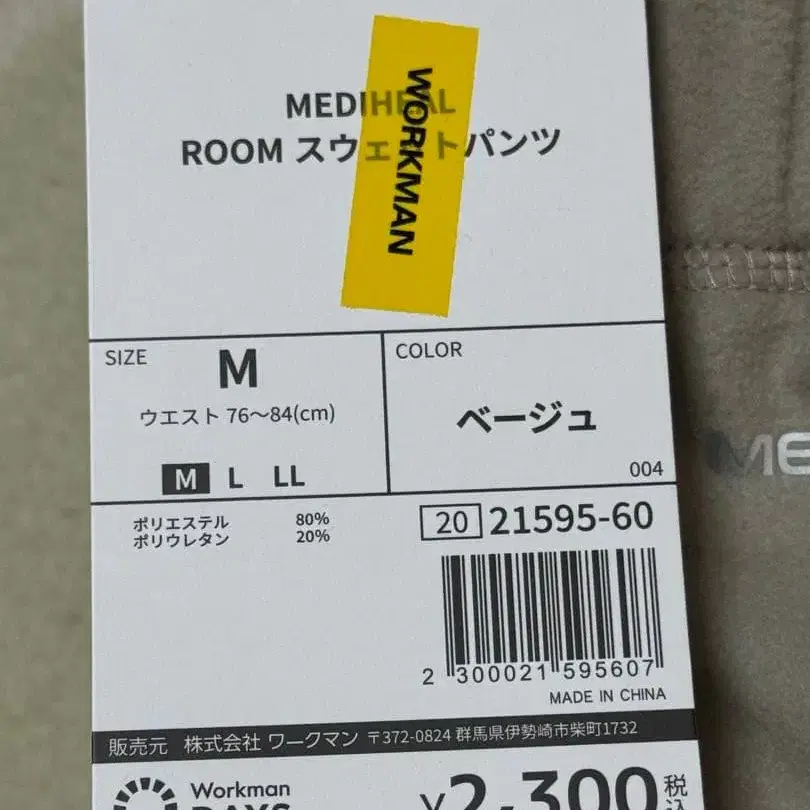 MEDIHEAL
ROOM スウェットパンツ
WORKMAN
SIZE
M
ウエスト 76～84(cm)
M L LL
COLOR
ベージュ
004
ポリエステル 80%
ポリウレタン 20%
20 21595-60
2 300021 595607
MADE IN CHINA
販売元 株式会社 ワークマン 〒372-0824 群馬県伊勢崎市柴町1732
Workman
DAYS
¥2,300税込
ME